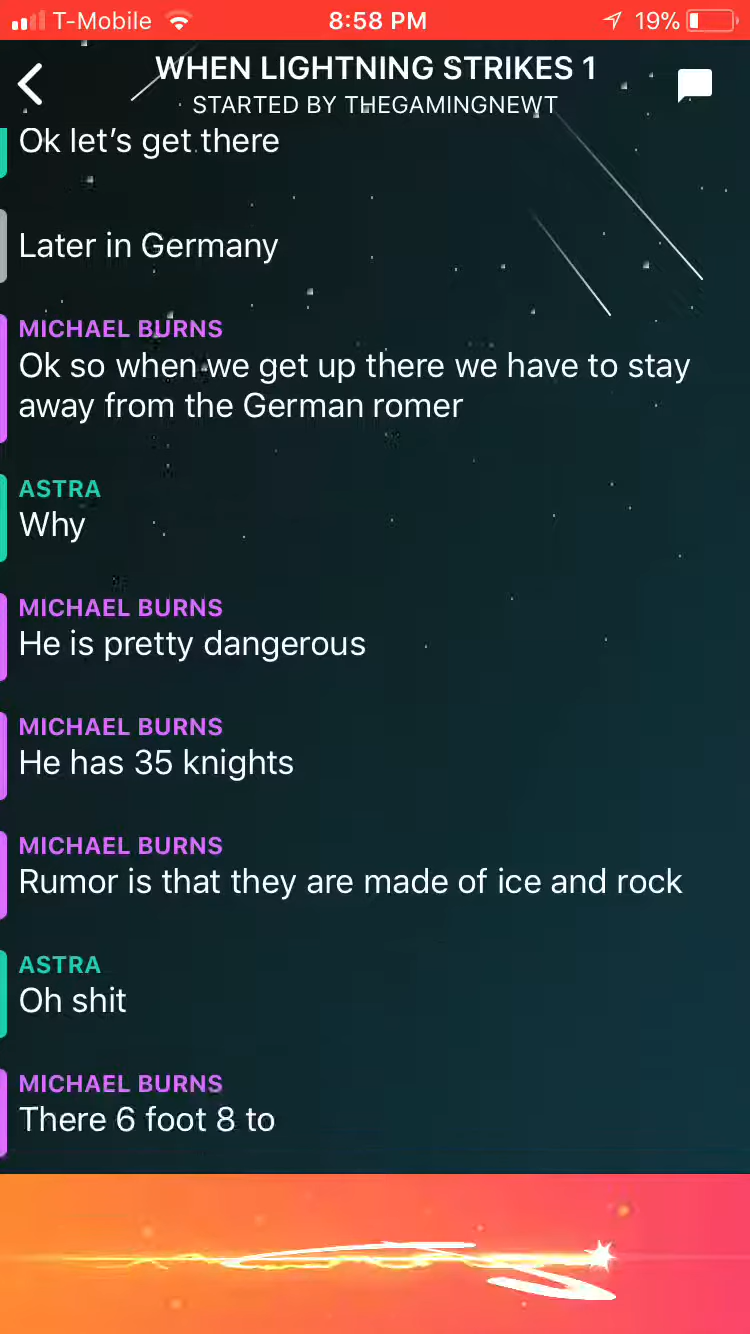 T-Mobile 8:58 PM 19%
WHEN LIGHTNING STRIKES 1
STARTED BY THEGAMINGNEWT
Ok let’s get there
Later in Germany
MICHAEL BURNS
Ok so when we get up there we have to stay
away from the German romer
ASTRA
Why
MICHAEL BURNS
He is pretty dangerous
MICHAEL BURNS
He has 35 knights
MICHAEL BURNS
Rumor is that they are made of ice and rock
ASTRA
Oh shit
MICHAEL BURNS
There 6 foot 8 to